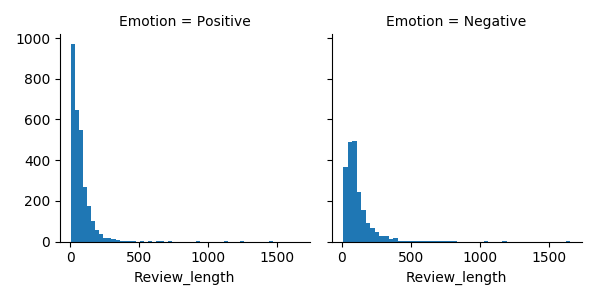 Emotion = Positive
Emotion = Negative
1000
800
600
400
200
0
0 500 1000 1500
0 500 1000 1500
Review_length
Review_length